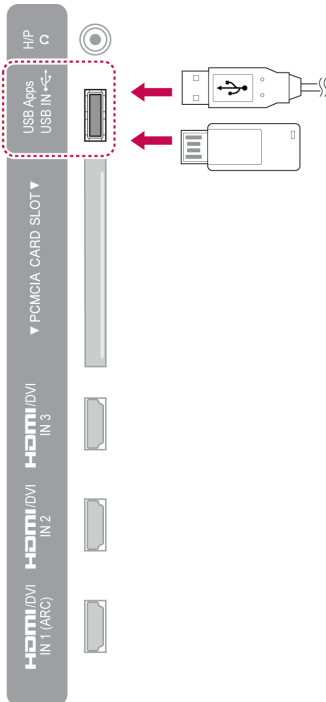 H/P
USB Apps
USB IN
▼ PCMCIA CARD SLOT▼
HDMI/DVI
IN 3
HDMI/DVI
IN 2
HDMI/DVI
IN 1 (ARC)